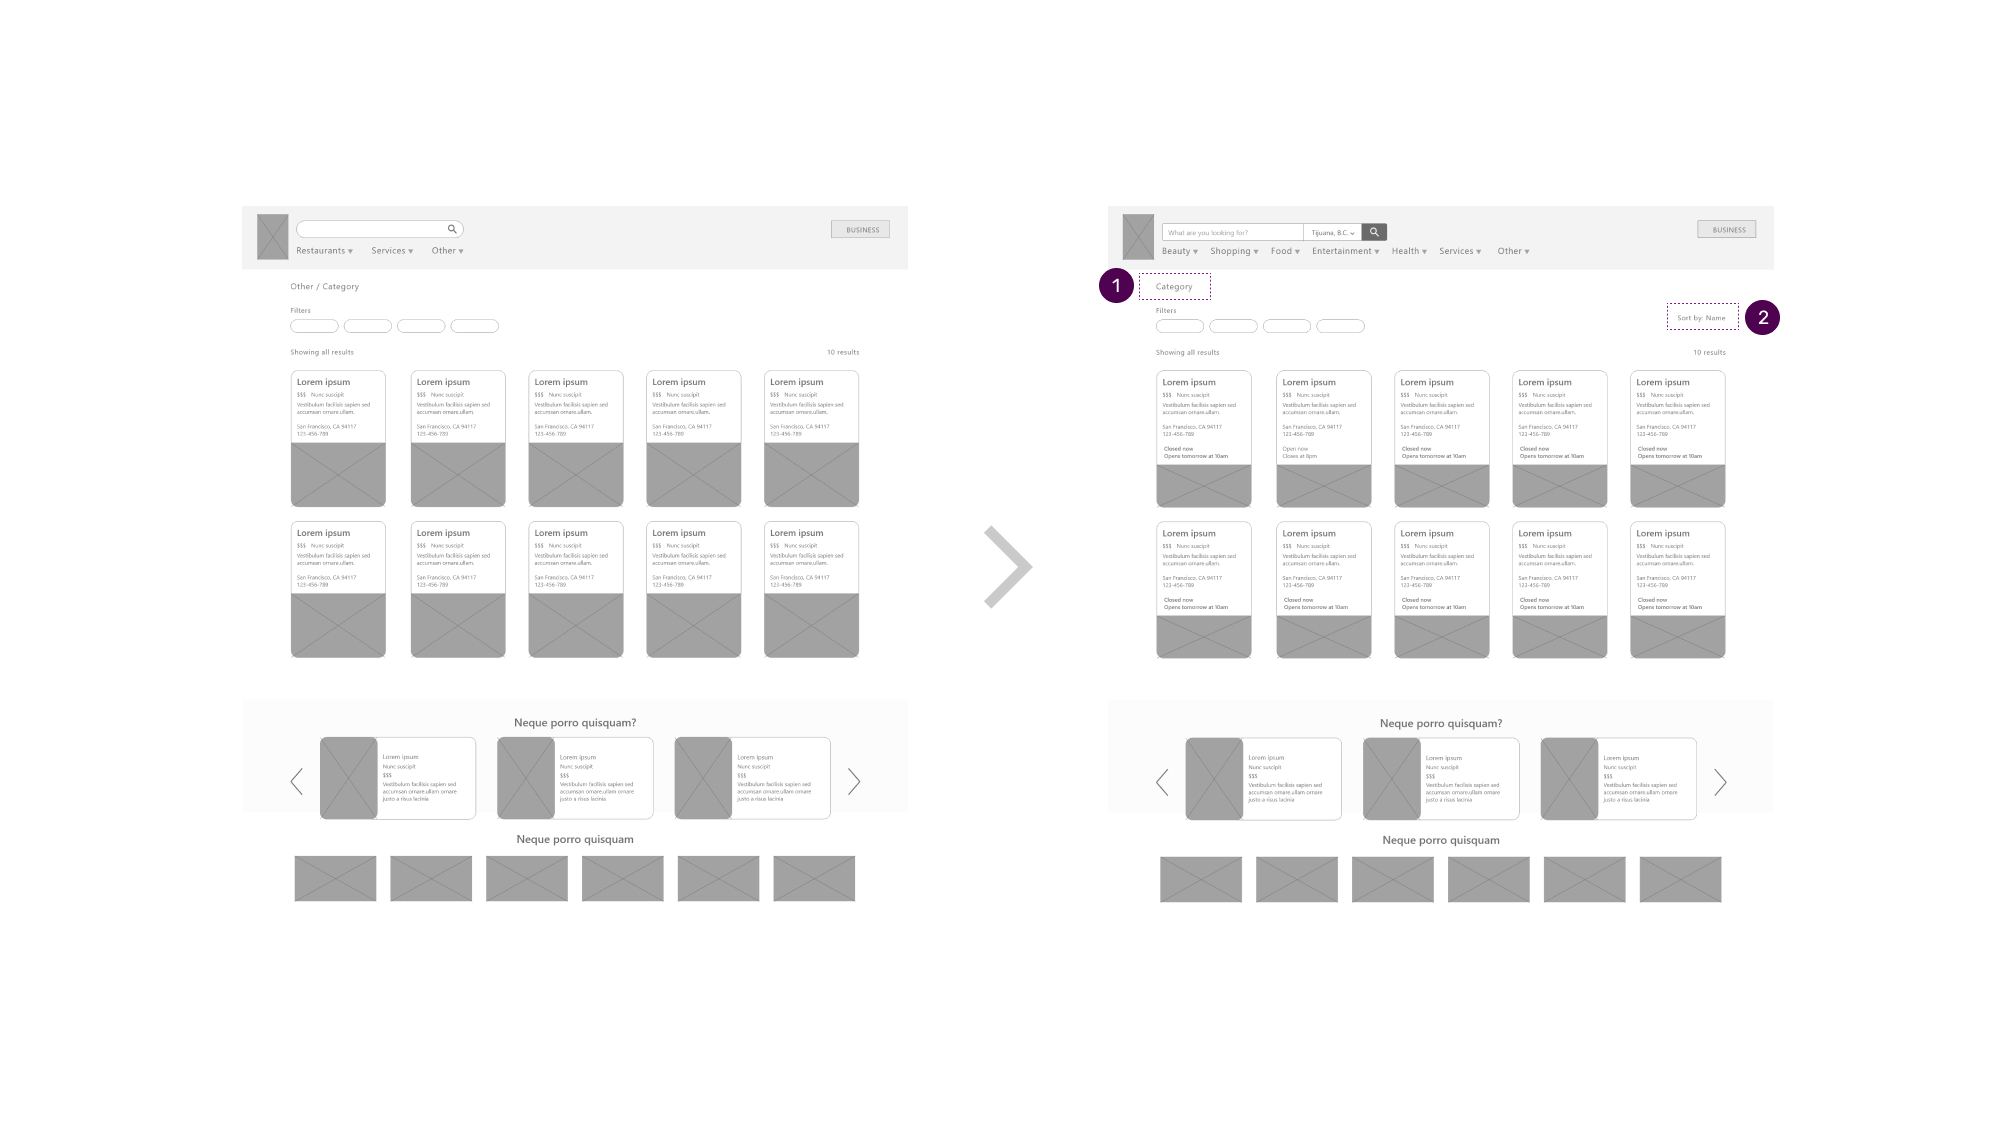 BUSINESS
Restaurants Services Other
Other / Category
Filters
Showing all results 10 results
Lorem ipsum Lorem ipsum Lorem ipsum Lorem ipsum Lorem ipsum
$$$ Nunc suscipit $$$ Nunc suscipit $$$ Nunc suscipit $$$ Nunc suscipit $$$ Nunc suscipit
Vestibulum facilisis sapien sed Vestibulum facilisis sapien sed Vestibulum facilisis sapien sed Vestibulum facilisis sapien sed Vestibulum facilisis sapien sed
accumsan ornare.ullam. accumsan ornare.ullam. accumsan ornare.ullam. accumsan ornare.ullam. accumsan ornare.ullam.
San Francisco, CA 94117 San Francisco, CA 94117 San Francisco, CA 94117 San Francisco, CA 94117 San Francisco, CA 94117
123-456-789 123-456-789 123-456-789 123-456-789 123-456-789
Lorem ipsum Lorem ipsum Lorem ipsum Lorem ipsum Lorem ipsum
$$$ Nunc suscipit $$$ Nunc suscipit $$$ Nunc suscipit $$$ Nunc suscipit $$$ Nunc suscipit
Vestibulum facilisis sapien sed Vestibulum facilisis sapien sed Vestibulum facilisis sapien sed Vestibulum facilisis sapien sed Vestibulum facilisis sapien sed
accumsan ornare.ullam. accumsan ornare.ullam. accumsan ornare.ullam. accumsan ornare.ullam. accumsan ornare.ullam.
San Francisco, CA 94117 San Francisco, CA 94117 San Francisco, CA 94117 San Francisco, CA 94117 San Francisco, CA 94117
123-456-789 123-456-789 123-456-789 123-456-789 123-456-789
Neque porro quisquam?
Lorem ipsum Lorem ipsum Lorem ipsum
Nunc suscipit Nunc suscipit Nunc suscipit
$$$ $$$ $$$
Vestibulum facilisis sapien sed Vestibulum facilisis sapien sed Vestibulum facilisis sapien sed
accumsan ornare.ullam ornare accumsan ornare.ullam ornare accumsan ornare.ullam ornare
justo a risus lacinia justo a risus lacinia justo a risus lacinia
Neque porro quisquam
What are you looking for? Tijuana, B.C. BUSINESS
Beauty Shopping Food Entertainment Health Services Other
1 Category
Filters
Sort by: Name 2
Showing all results 10 results
Lorem ipsum Lorem ipsum Lorem ipsum Lorem ipsum Lorem ipsum
$$$ Nunc suscipit $$$ Nunc suscipit $$$ Nunc suscipit $$$ Nunc suscipit $$$ Nunc suscipit
Vestibulum facilisis sapien sed Vestibulum facilisis sapien sed Vestibulum facilisis sapien sed Vestibulum facilisis sapien sed Vestibulum facilisis sapien sed
accumsan ornare.ullam. accumsan ornare.ullam. accumsan ornare.ullam. accumsan ornare.ullam. accumsan ornare.ullam.
San Francisco, CA 94117 San Francisco, CA 94117 San Francisco, CA 94117 San Francisco, CA 94117 San Francisco, CA 94117
123-456-789 123-456-789 123-456-789 123-456-789 123-456-789
Closed now Open now Closed now Closed now Closed now
Opens tomorrow at 10am Closes at 8pm Opens tomorrow at 10am Opens tomorrow at 10am Opens tomorrow at 10am
Lorem ipsum Lorem ipsum Lorem ipsum Lorem ipsum Lorem ipsum
$$$ Nunc suscipit $$$ Nunc suscipit $$$ Nunc suscipit $$$ Nunc suscipit $$$ Nunc suscipit
Vestibulum facilisis sapien sed Vestibulum facilisis sapien sed Vestibulum facilisis sapien sed Vestibulum facilisis sapien sed Vestibulum facilisis sapien sed
accumsan ornare.ullam. accumsan ornare.ullam. accumsan ornare.ullam. accumsan ornare.ullam. accumsan ornare.ullam.
San Francisco, CA 94117 San Francisco, CA 94117 San Francisco, CA 94117 San Francisco, CA 94117 San Francisco, CA 94117
123-456-789 123-456-789 123-456-789 123-456-789 123-456-789
Closed now Closed now Closed now Closed now Closed now
Opens tomorrow at 10am Opens tomorrow at 10am Opens tomorrow at 10am Opens tomorrow at 10am Opens tomorrow at 10am
Neque porro quisquam?
Lorem ipsum Lorem ipsum Lorem ipsum
Nunc suscipit Nunc suscipit Nunc suscipit
$$$ $$$ $$$
Vestibulum facilisis sapien sed Vestibulum facilisis sapien sed Vestibulum facilisis sapien sed
accumsan ornare.ullam ornare accumsan ornare.ullam ornare accumsan ornare.ullam ornare
justo a risus lacinia justo a risus lacinia justo a risus lacinia
Neque porro quisquam